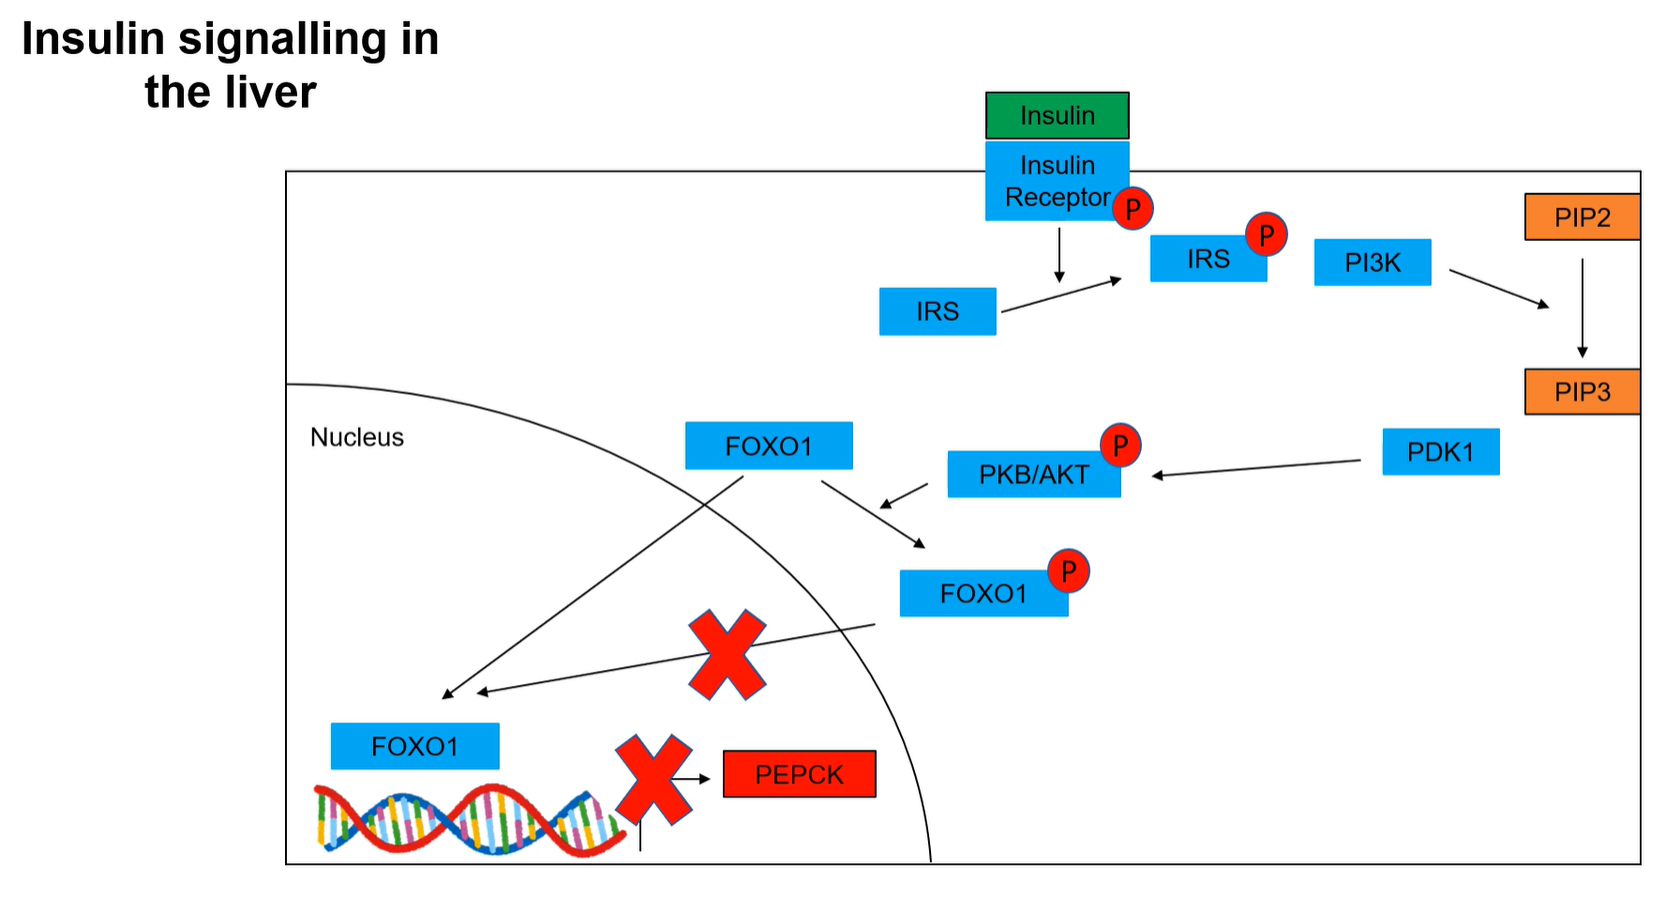 Insulin signalling in
the liver
Insulin
Insulin
Receptor
P
IRS
P
IRS
PI3K
PIP2
PIP3
Nucleus
FOXO1
PKB/AKT
P
PDK1
FOXO1
P
FOXO1
PEPCK